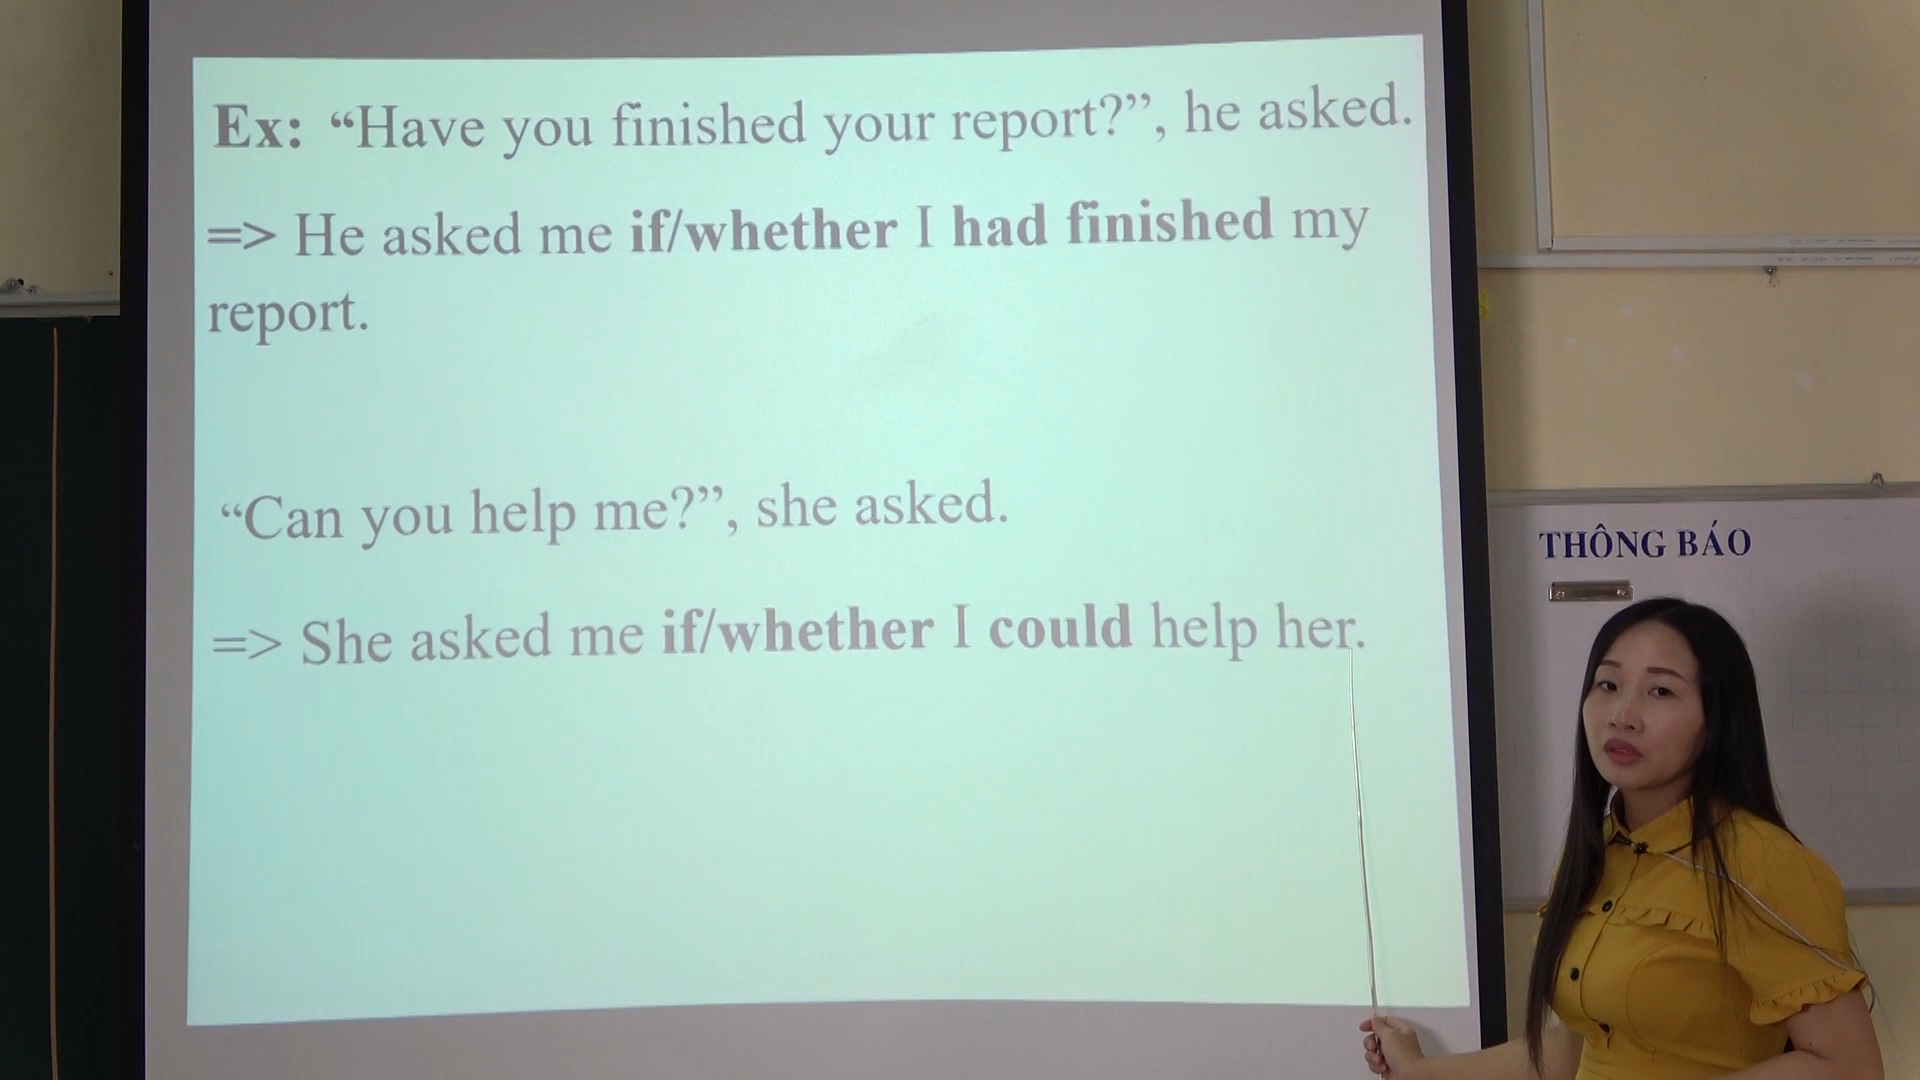 Ex: “Have you finished your report?”, he asked.
=> He asked me if/whether I had finished my
report.
“Can you help me?”, she asked.
=> She asked me if/whether I could help her.
THÔNG BÁO